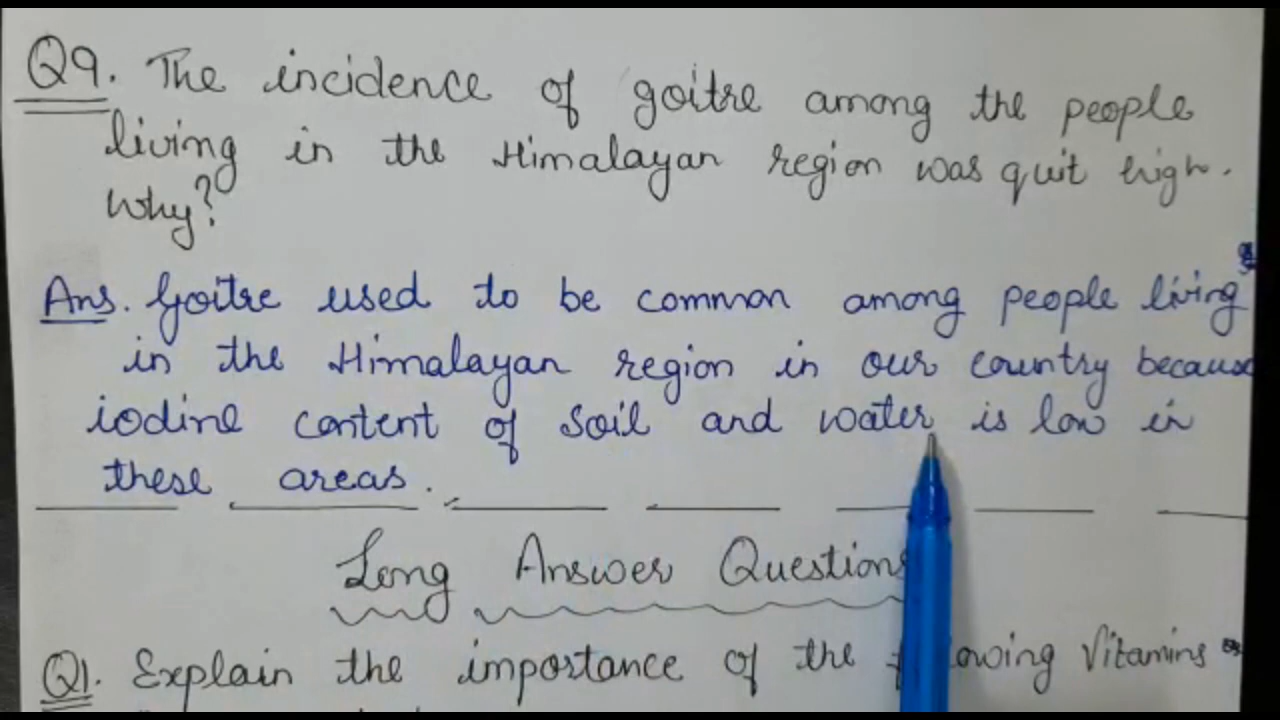 Q9. The incidence of goitre among the people
living in the Himalayan region was quit high.
Why?
Ans. Goitre used to be common among people living
in the Himalayan region in our country because
iodine content of soil and water is low in
these areas.
Long Answer Questions
Q1. Explain the importance of the Vitamins